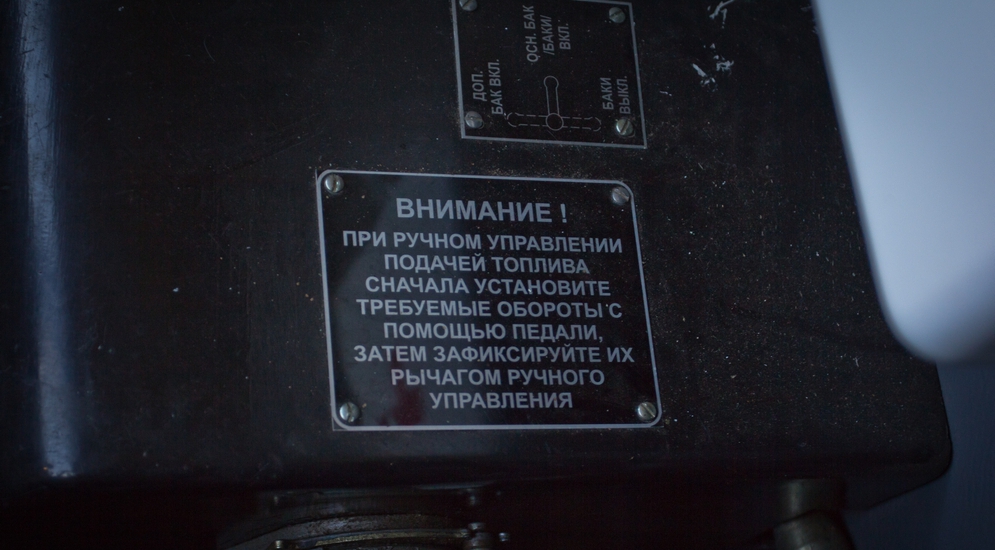 ДОП.
БАК ВКЛ.
ОСН. БАК
/БАКИ/
ВКЛ.
БАКИ
ВЫКЛ.
ВНИМАНИЕ !
ПРИ РУЧНОМ УПРАВЛЕНИИ
ПОДАЧЕЙ ТОПЛИВА
СНАЧАЛА УСТАНОВИТЕ
ТРЕБУЕМЫЕ ОБОРОТЫ С
ПОМОЩЬЮ ПЕДАЛИ,
ЗАТЕМ ЗАФИКСИРУЙТЕ ИХ
РЫЧАГОМ РУЧНОГО
УПРАВЛЕНИЯ